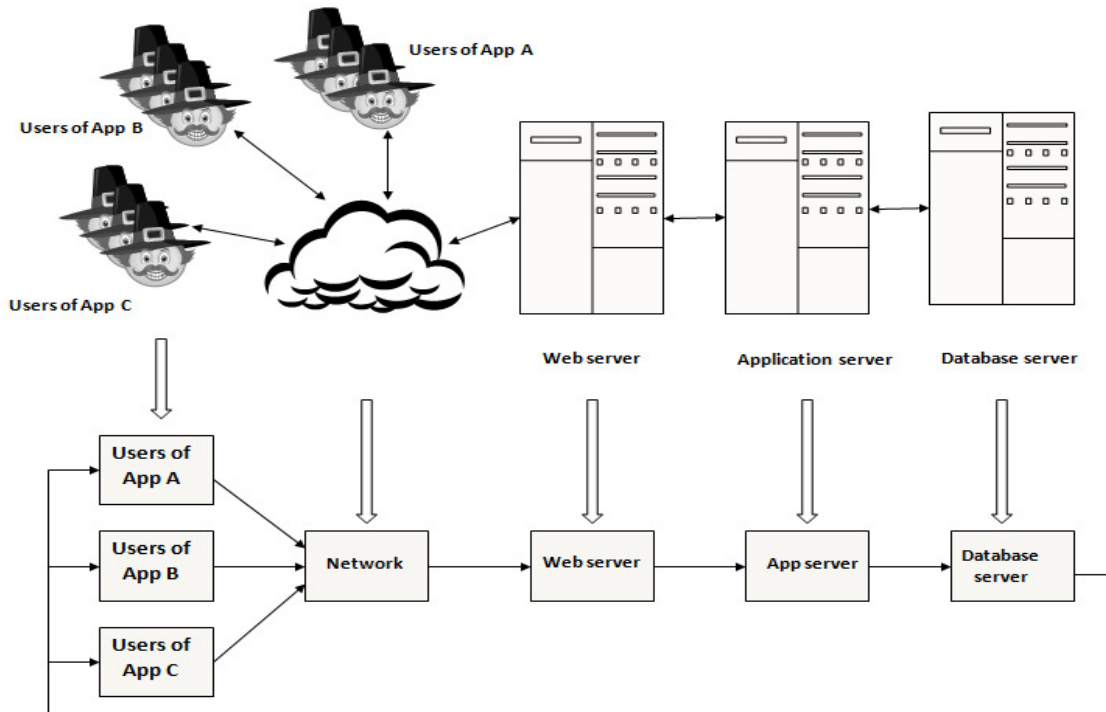 Users of App A
Users of App B
Users of App C
Web server
Application server
Database server
Users of
App A
Users of
App B
Users of
App C
Network
Web server
App server
Database
server